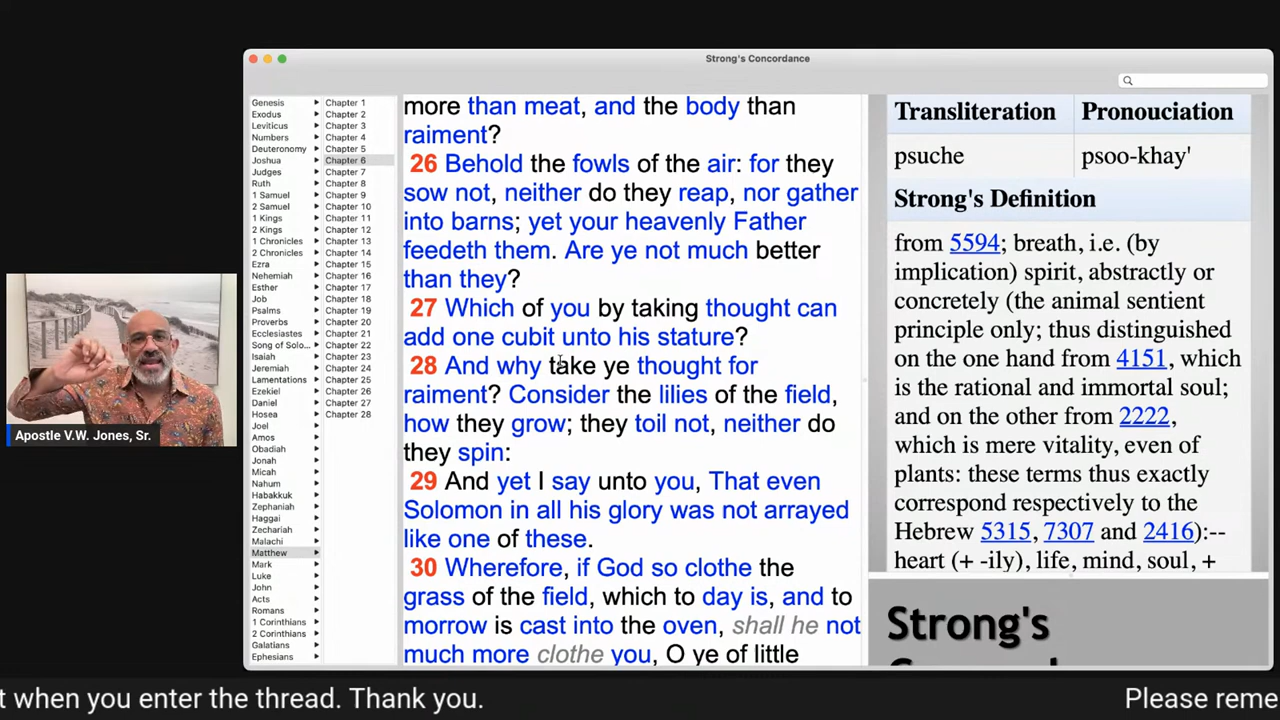 Strong's Concordance
Genesis
Exodus
Leviticus
Numbers
Deuteronomy
Joshua
Judges
Ruth
1 Samuel
2 Samuel
1 Kings
2 Kings
1 Chronicles
2 Chronicles
Ezra
Nehemiah
Esther
Job
Psalms
Proverbs
Ecclesiastes
Song of Solo...
Isaiah
Jeremiah
Lamentations
Ezekiel
Daniel
Hosea
Joel
Amos
Obadiah
Jonah
Micah
Nahum
Habakkuk
Zephaniah
Haggai
Zechariah
Malachi
Matthew
Mark
Luke
John
Acts
Romans
1 Corinthians
2 Corinthians
Galatians
Ephesians
Chapter 1
Chapter 2
Chapter 3
Chapter 4
Chapter 5
Chapter 6
Chapter 7
Chapter 8
Chapter 9
Chapter 10
Chapter 11
Chapter 12
Chapter 13
Chapter 14
Chapter 15
Chapter 16
Chapter 17
Chapter 18
Chapter 19
Chapter 20
Chapter 21
Chapter 22
Chapter 23
Chapter 24
Chapter 25
Chapter 26
Chapter 27
Chapter 28
more than meat, and the body than
raiment?
26 Behold the fowls of the air: for they
sow not, neither do they reap, nor gather
into barns; yet your heavenly Father
feedeth them. Are ye not much better
than they?
27 Which of you by taking thought can
add one cubit unto his stature?
28 And why take ye thought for
raiment? Consider the lilies of the field,
how they grow; they toil not, neither do
they spin:
29 And yet I say unto you, That even
Solomon in all his glory was not arrayed
like one of these.
30 Wherefore, if God so clothe the
grass of the field, which to day is, and to
morrow is cast into the oven, shall he not
much more clothe you, O ye of little
Transliteration Pronouciation
psuche psoo-khay'
Strong's Definition
from 5594; breath, i.e. (by
implication) spirit, abstractly or
concretely (the animal sentient
principle only; thus distinguished
on the one hand from 4151, which
is the rational and immortal soul;
and on the other from 2222,
which is mere vitality, even of
plants: these terms thus exactly
correspond respectively to the
Hebrew 5315, 7307 and 2416):--
heart (+ -ily), life, mind, soul, +
Strong's
Apostle V.W. Jones, Sr.
t when you enter the thread. Thank you.
Please reme